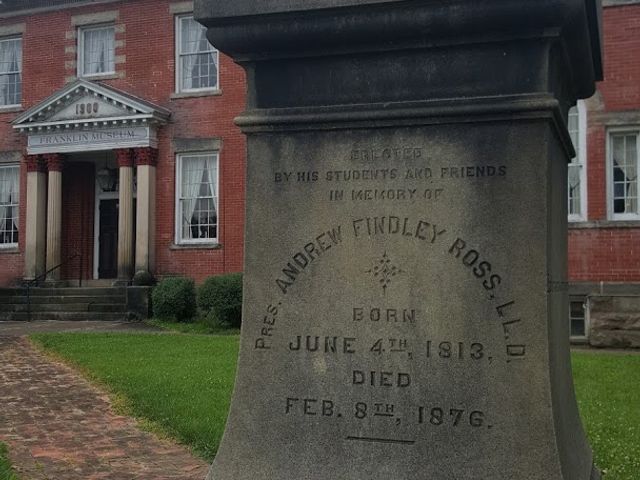 1900
FRANKLIN MUSEUM
ERECTED
BY HIS STUDENTS AND FRIENDS
IN MEMORY OF
PRES. ANDREW FINDLEY ROSS, LL.D.
BORN
JUNE 4TH, 1813,
DIED
FEB. 8TH, 1876.